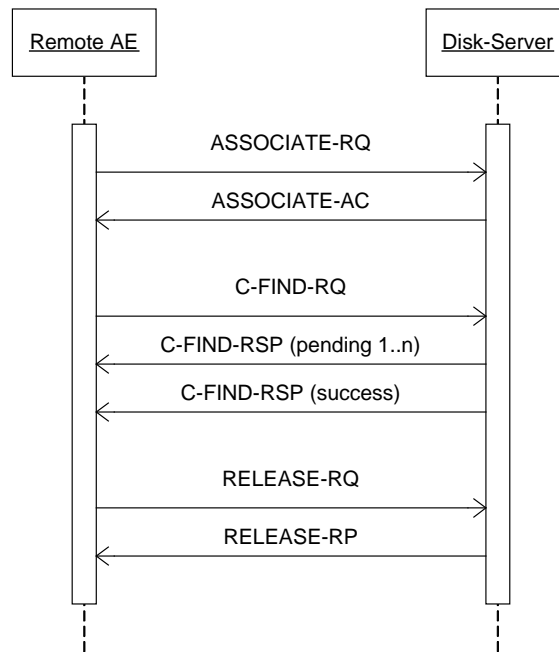 Remote AE
Disk-Server
ASSOCIATE-RQ
ASSOCIATE-AC
C-FIND-RQ
C-FIND-RSP (pending 1..n)
C-FIND-RSP (success)
RELEASE-RQ
RELEASE-RP